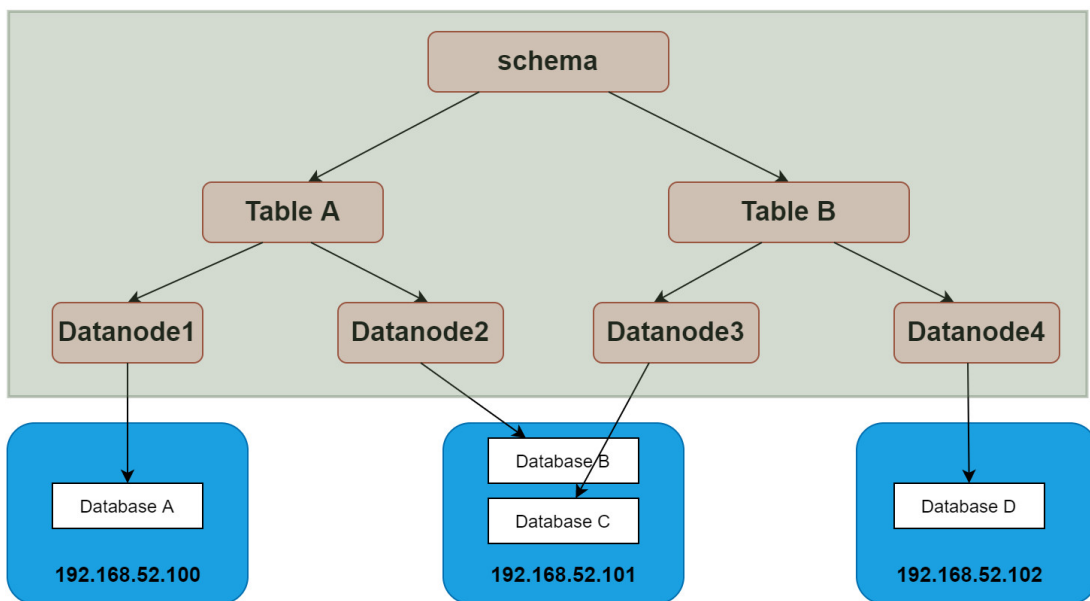 schema
Table A
Table B
Datanode1
Datanode2
Datanode3
Datanode4
Database A
Database B
Database C
Database D
192.168.52.100
192.168.52.101
192.168.52.102